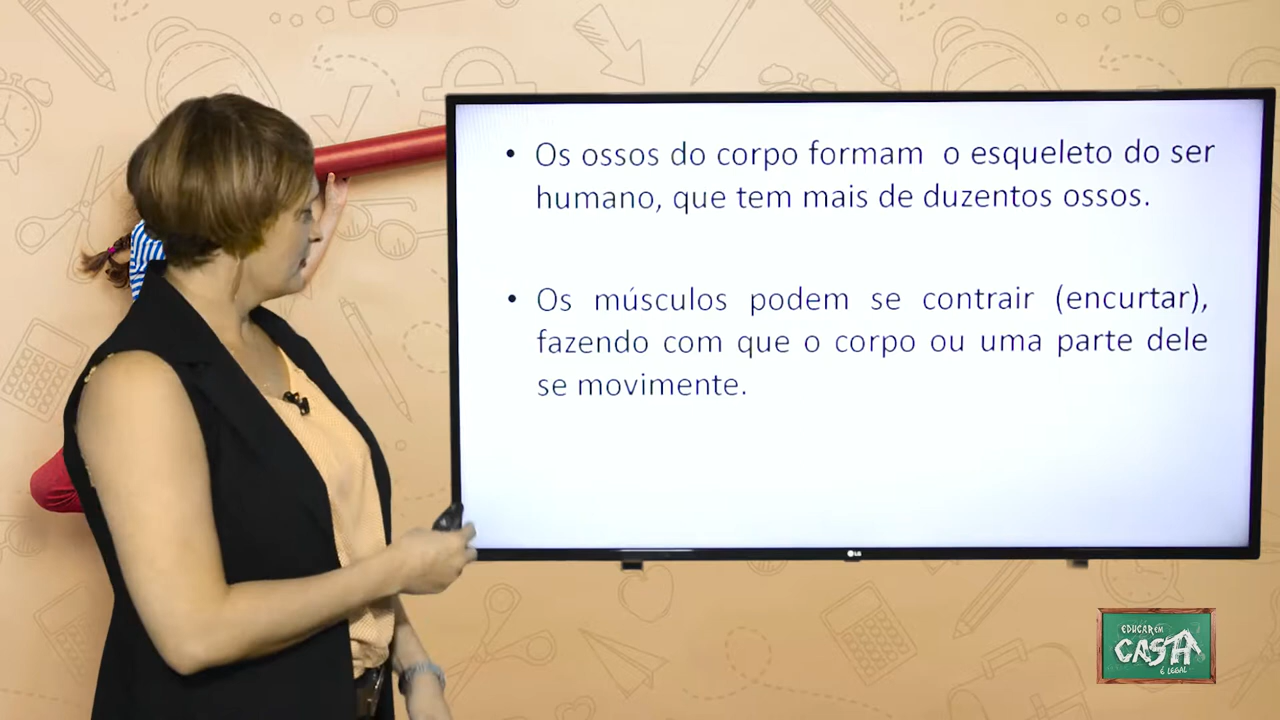 • Os ossos do corpo formam o esqueleto do ser
humano, que tem mais de duzentos ossos.
• Os músculos podem se contrair (encurtar),
fazendo com que o corpo ou uma parte dele
se movimente.
LG
EDUCAR EM
CASA
É LEGAL